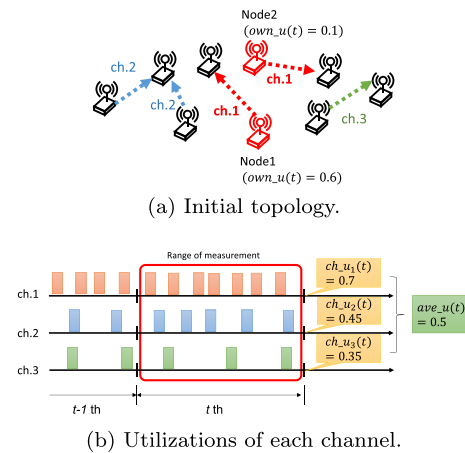 Node2
(own_u(t) = 0.1)
ch.2
ch.1
ch.2
ch.1
ch.3
Node1
(own_u(t) = 0.6)
(a) Initial topology.
Range of measurement
ch_u₁(t)
= 0.7
ch.1
ch_u₂(t)
= 0.45
ave_u(t)
= 0.5
ch.2
ch_u₃(t)
= 0.35
ch.3
t-1 th
t th
(b) Utilizations of each channel.